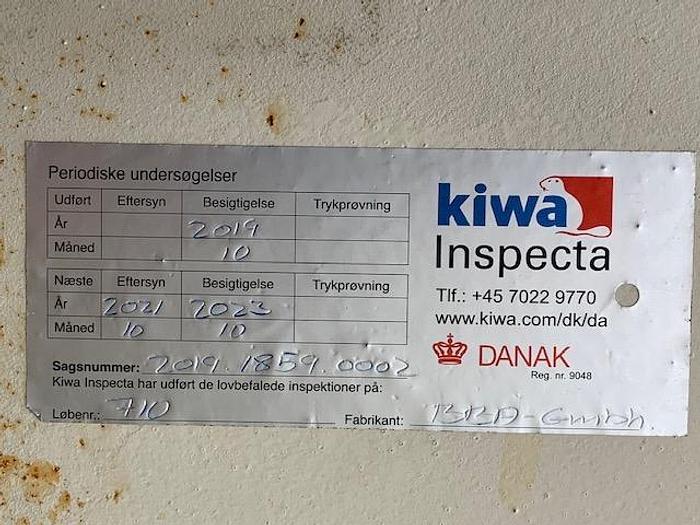 Periodiske undersøgelser
Udført Eftersyn Besigtigelse Trykprøvning
År 2019
Måned 10
Næste Eftersyn Besigtigelse Trykprøvning
År 2021 2023
Måned 10 10
Sagsnummer: 2019.1859.0002
Kiwa Inspecta har udført de lovbefalede inspektioner på:
Løbenr.: 710 Fabrikant: BBA-Gmbh
kiwa
Inspecta
Tlf.: +45 7022 9770
www.kiwa.com/dk/da
DANAK
Reg. nr. 9048